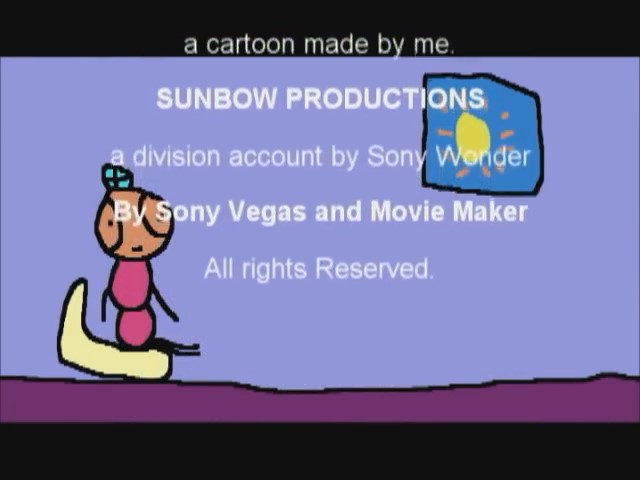 a cartoon made by me.
SUNBOW PRODUCTIONS
a division account by Sony Wonder
By Sony Vegas and Movie Maker
All rights Reserved.